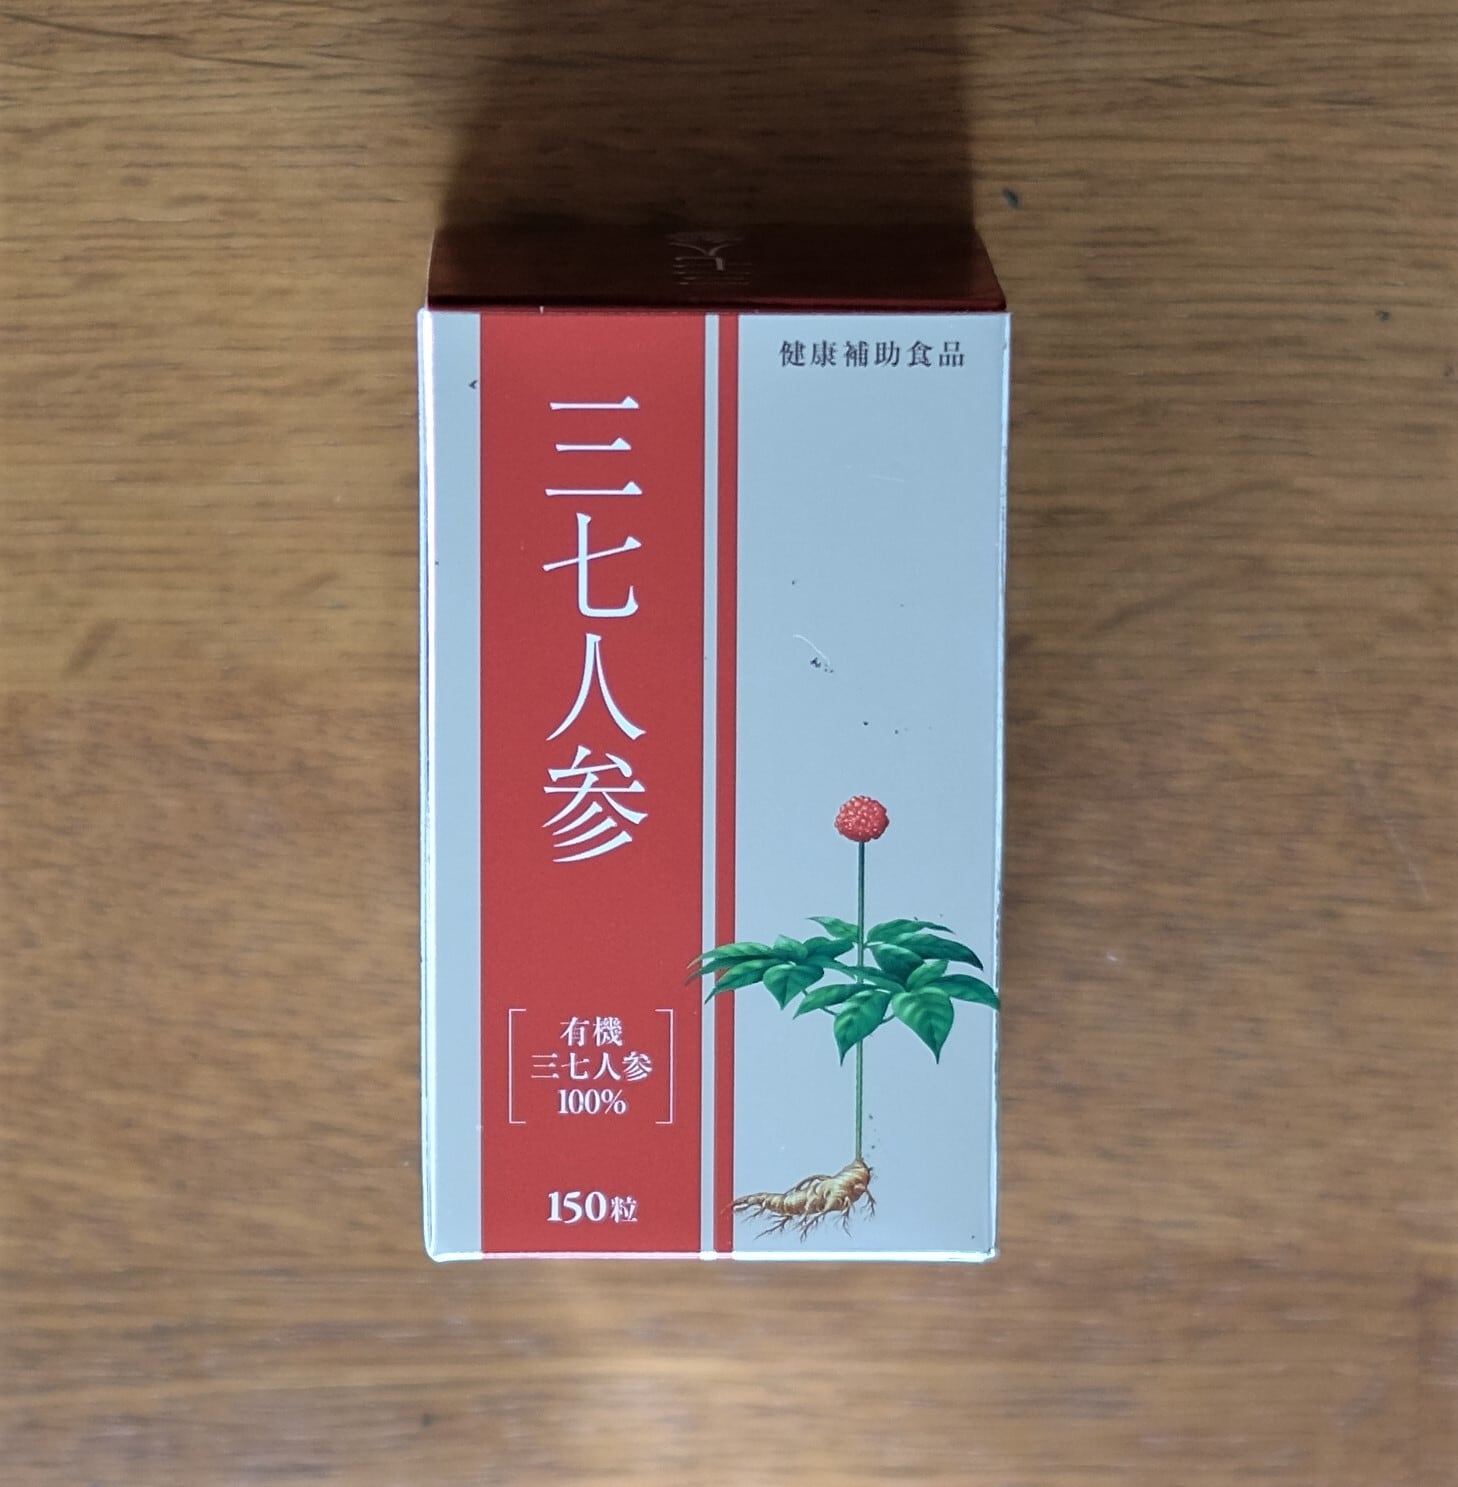 健康補助食品
三七人参
有機
三七人参
100%
150粒